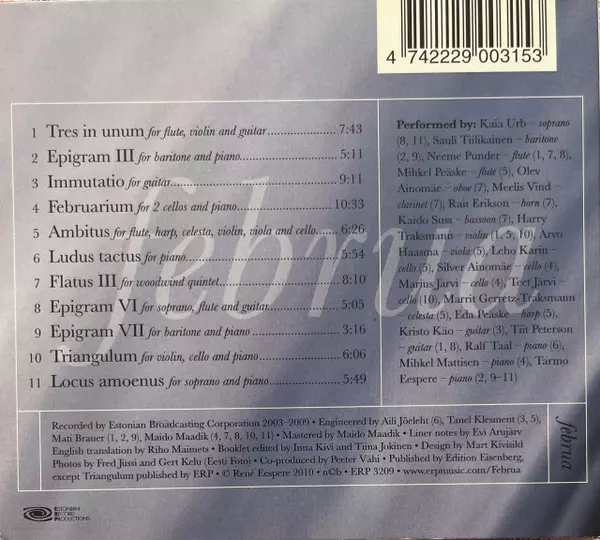 4 742229 003153
1 Tres in unum for flute, violin and guitar 7:43
2 Epigram III for baritone and piano 5:11
3 Immutatio for guitar 9:11
4 Februarium for 2 cellos and piano 10:33
5 Ambitus for flute, harp, celesta, violin, viola and cello 6:26
6 Ludus tactus for piano 5:54
7 Flatus III for woodwind quintet 8:10
8 Epigram VI for soprano, flute and guitar 5:05
9 Epigram VII for baritone and piano 3:16
10 Triangulum for violin, cello and piano 6:06
11 Locus amoenus for soprano and piano 5:49
februa
Performed by: Kaia Urb – soprano
(8, 11), Sauli Tiilikainen – baritone
(2, 9), Neeme Punder – flute (1, 7, 8),
Mihkel Peäske – flute (5), Olev
Ainomäe – oboe (7), Meelis Vind –
clarinet (7), Rait Erikson – horn (7),
Kaido Suss – bassoon (7), Harry
Traksmann – violin (1, 5, 10), Arvo
Haasma – viola (5), Leho Karin –
cello (5), Silver Ainomäe – cello (4),
Marius Järvi – cello (4), Teet Järvi –
cello (10), Marrit Gerretz-Traksmann
– celesta (5), Eda Peäske – harp (5),
Kristo Käo – guitar (3), Tiit Peterson
– guitar (1, 8), Ralf Taal – piano (6),
Mihkel Mattisen – piano (4), Tarmo
Eespere – piano (2, 9–11)
Recorded by Estonian Broadcasting Corporation 2003–2009 • Engineered by Aili Jõeleht (6), Tanel Klesment (3, 5),
Mati Brauer (1, 2, 9), Maido Maadik (4, 7, 8, 10, 11) • Mastered by Maido Maadik • Liner notes by Evi Arujärv
English translation by Riho Maimets • Booklet edited by Inna Kivi and Tiina Jokinen • Design by Mart Kivisild
Photos by Fred Jüssi and Gert Kelu (Eesti Foto) • Co-produced by Peeter Vähi • Published by Edition Eisenberg,
except Triangulum published by ERP • © René Eespere 2010 • n©b • ERP 3209 • www.erpmusic.com/Februa
februa
ESTONIAN
RECORD
PRODUCTIONS